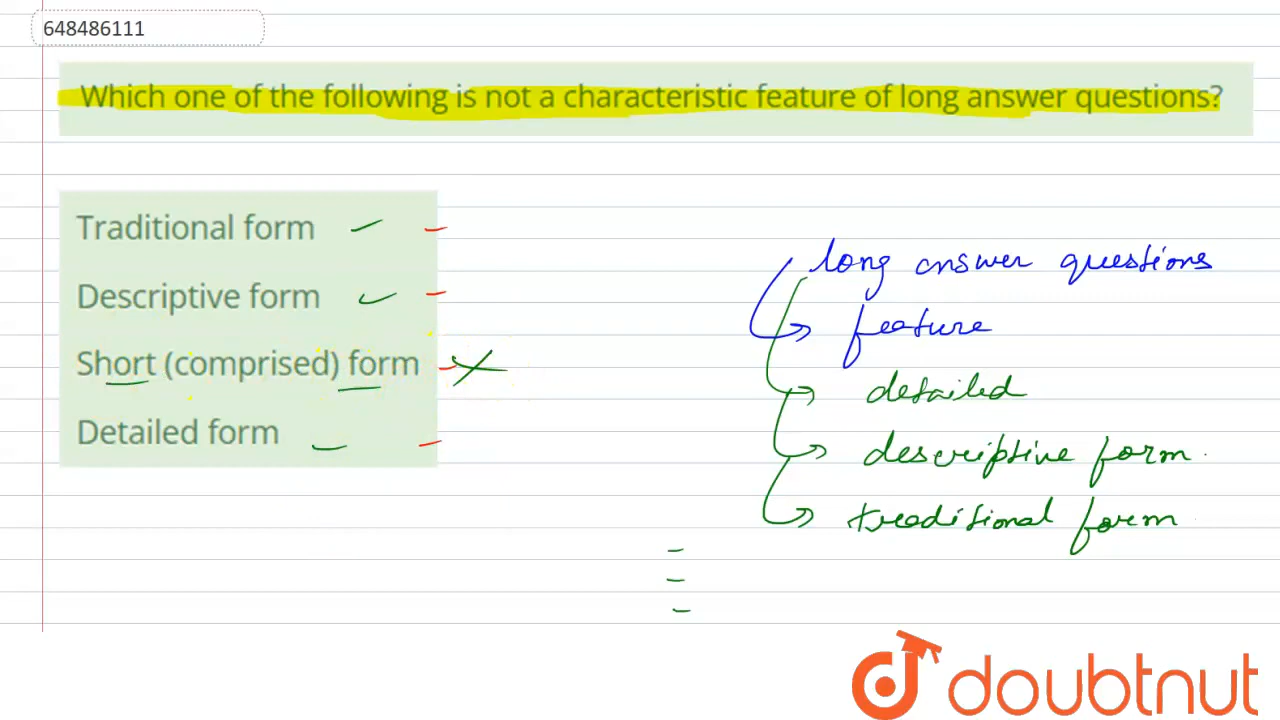 648486111
Which one of the following is not a characteristic feature of long answer questions?
Traditional form
Descriptive form
Short (comprised) form
Detailed form
long answer questions
feature
detailed
descriptive form
traditional form
doubtnut